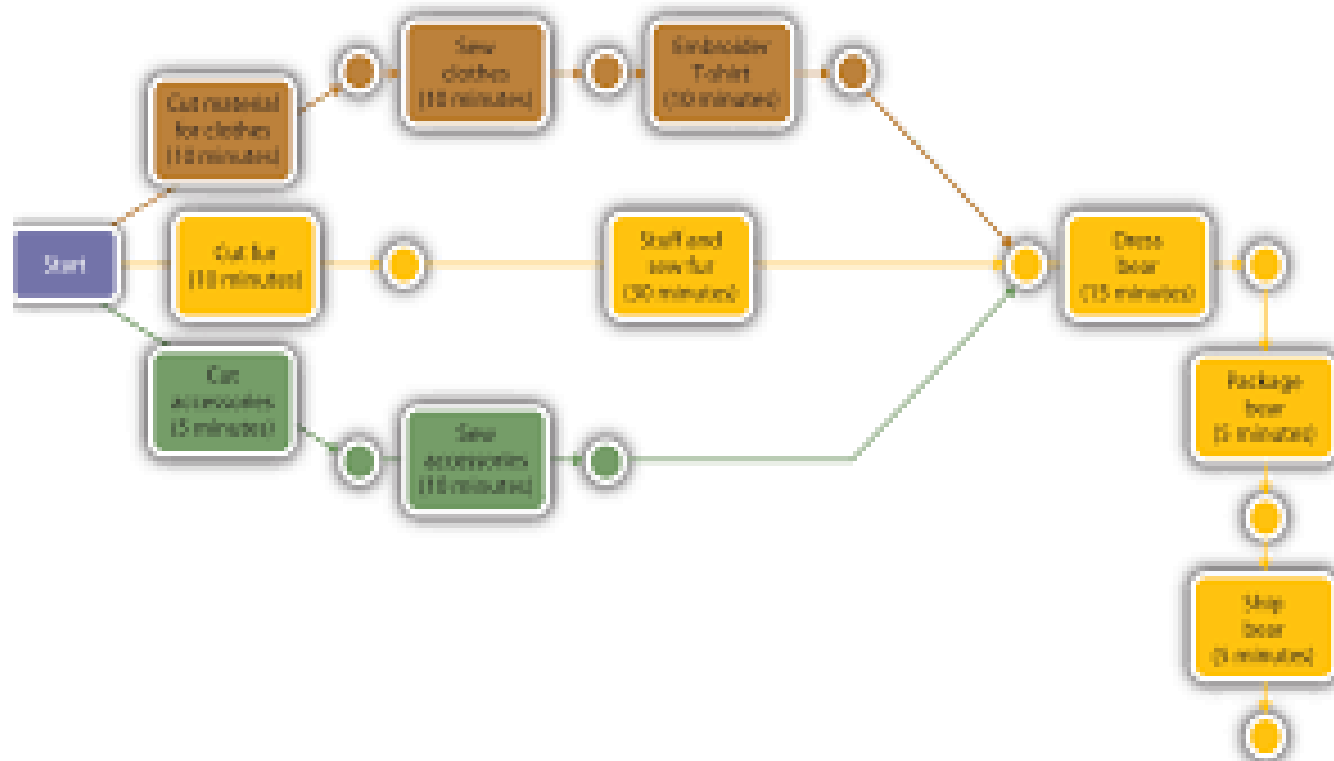 Sew
clothes
(10 minutes)
Embroider
T-shirt
(10 minutes)
Cut material
for clothes
(10 minutes)
Start
Cut fur
(10 minutes)
Stuff and
sew fur
minutes)
Dress
bear
(15 minutes)
Cut
accessories
(5 minutes)
Sew
accessories
(10 minutes)
Package
bear
(5 minutes)
Ship
bear
(5 minutes)